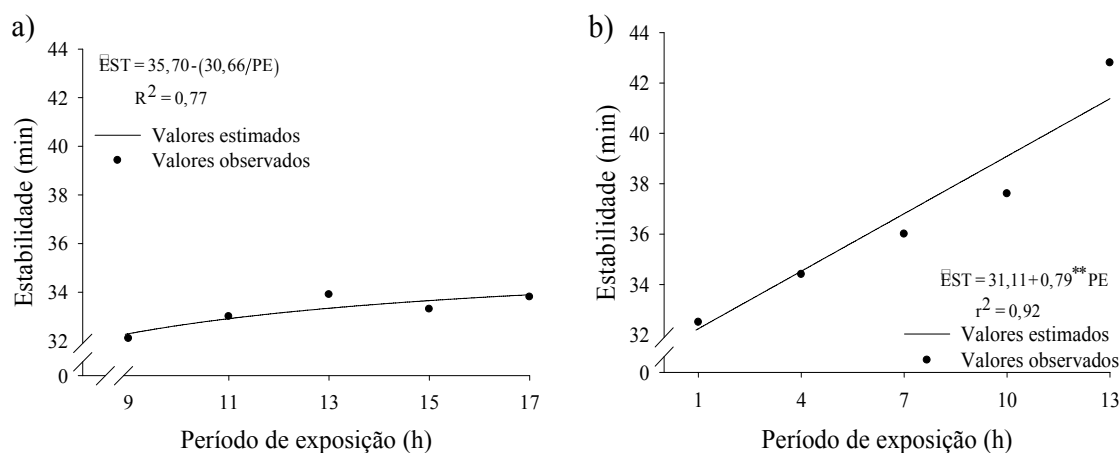 a)
44
42
40
38
36
34
32
0
Estabilidade (min)
EST = 35,70-(30,66/PE)
R² = 0,77
Valores estimados
Valores observados
9 11 13 15 17
Período de exposição (h)
b)
44
42
40
38
36
34
32
0
Estabilidade (min)
EST = 31,11+0,79**PE
r² = 0,92
Valores estimados
Valores observados
1 4 7 10 13
Período de exposição (h)